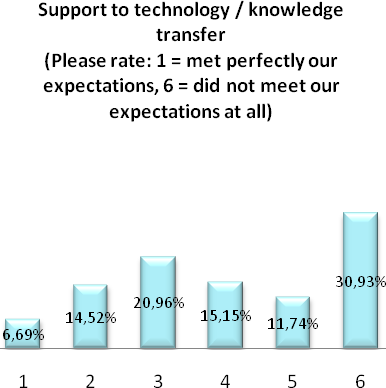 Support to technology / knowledge
transfer
(Please rate: 1 = met perfectly our
expectations, 6 = did not meet our
expectations at all)
6,69%
14,52%
20,96%
15,15%
11,74%
30,93%
1 2 3 4 5 6